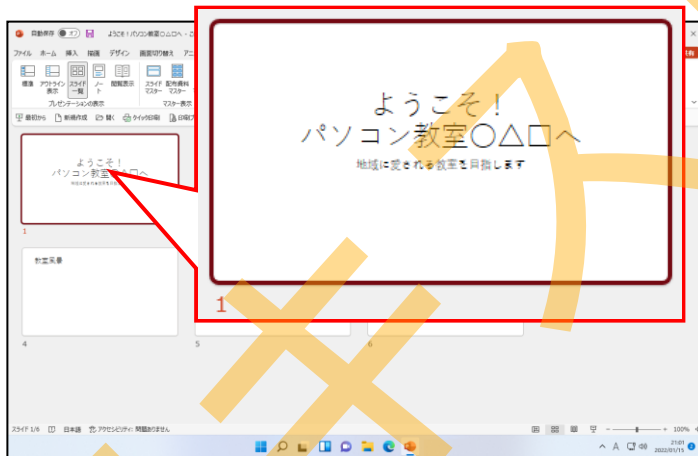 自動保存 オフ ようこそ!パソコン教室○△□へ - こ
ファイル ホーム 挿入 描画 デザイン 画面切り替え アニ
標準 アウトライン表示 スライド一覧 ノート 閲覧表示 スライドマスター 配布資料マスター
プレゼンテーションの表示 マスター表示
最初から 新規作成 開く クイック印刷
ようこそ!
パソコン教室○△□へ
地域に愛される教室を目指します
1
ようこそ!
パソコン教室○△□へ
1
教室風景
4 5 6
スライド 1/6 日本語 アクセシビリティ: 問題ありません 100%
A 21:01
2022/01/15